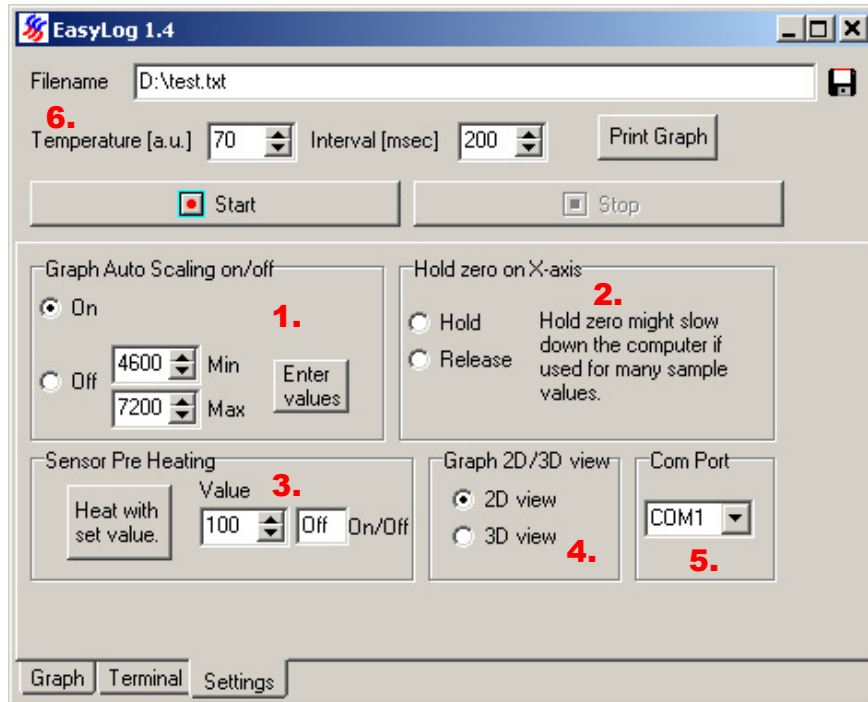 EasyLog 1.4
Filename D:\test.txt
6.
Temperature [a.u.] 70 Interval [msec] 200 Print Graph
Start Stop
Graph Auto Scaling on/off
On
1.
Off
4600 Min
7200 Max
Enter
values
Hold zero on X-axis
2.
Hold
Release
Hold zero might slow
down the computer if
used for many sample
values.
Sensor Pre Heating
Heat with
set value.
Value
3.
100 Off On/Off
Graph 2D/3D view
2D view
3D view
4.
Com Port
COM1
5.
Graph Terminal Settings